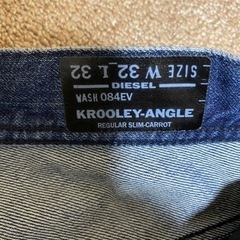 SIZE W 32 L 32
DIESEL
WASH 084EV
KROOLEY-ANGLE
REGULAR SLIM-CARROT